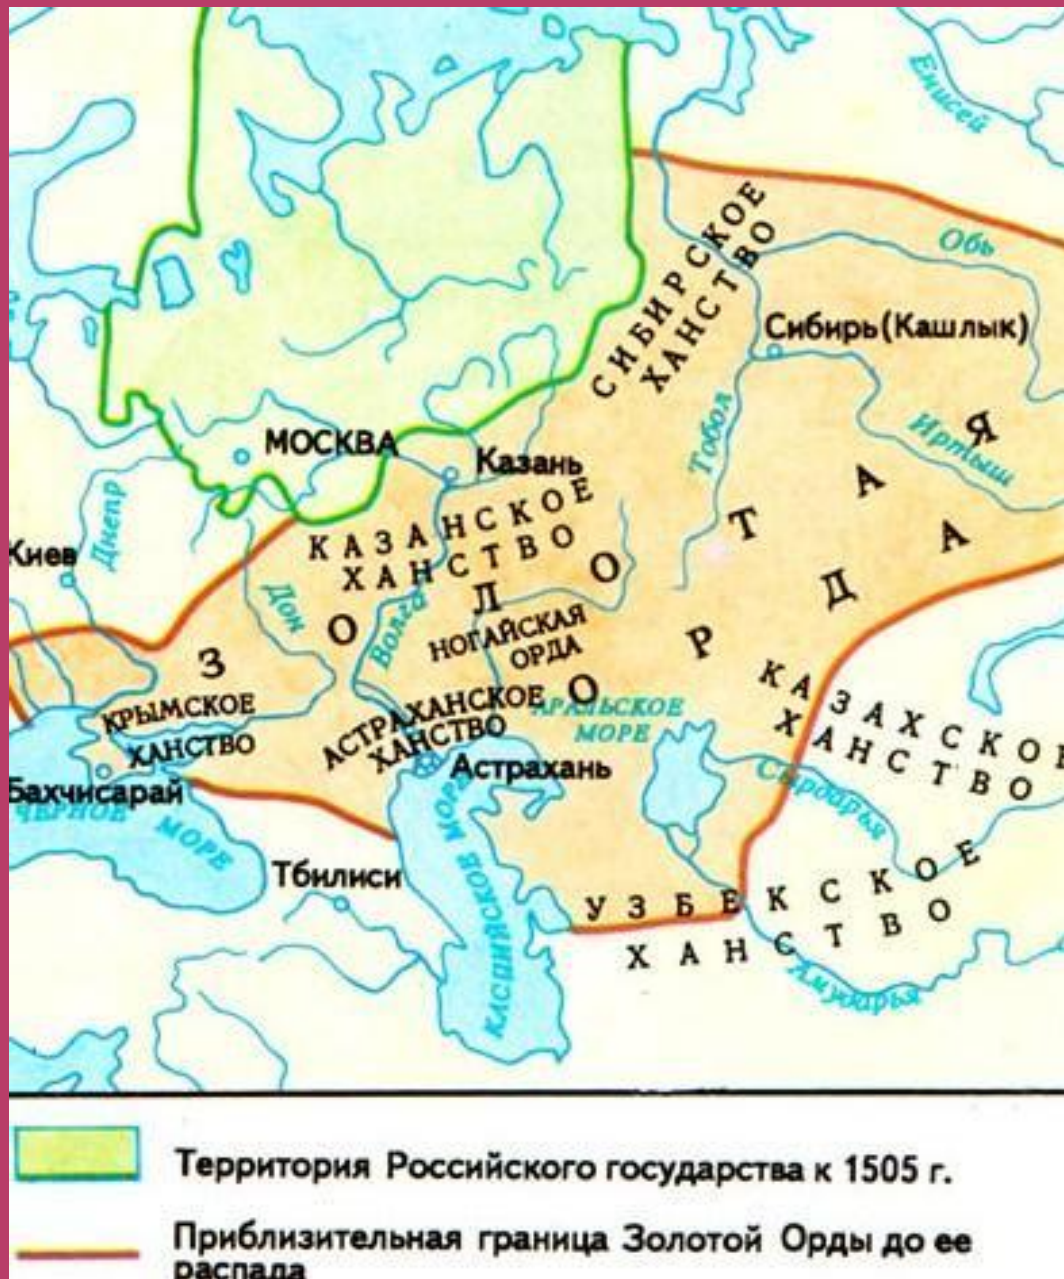 Енисей
Обь
СИБИРСКОЕ
ХАНСТВО
Сибирь(Кашлык)
Тобол
Иртыш
МОСКВА
Казань
КАЗАНСКОЕ
ХАНСТВО
Днепр
Киев
Дон
Волга
ЗОЛОТАЯ
ОРДА
НОГАЙСКАЯ
ОРДА
КРЫМСКОЕ
ХАНСТВО
АСТРАХАНСКОЕ
ХАНСТВО
АРАЛЬСКОЕ
МОРЕ
КАЗАХСКОЕ
ХАНСТВО
Астрахань
Бахчисарай
ЧЕРНОЕ
МОРЕ
Сырдарья
Тбилиси
КАСПИЙСКОЕ МОРЕ
УЗБЕКСКОЕ
ХАНСТВО
Амударья
Территория Российского государства к 1505 г.
Приблизительная граница Золотой Орды до ее
распада